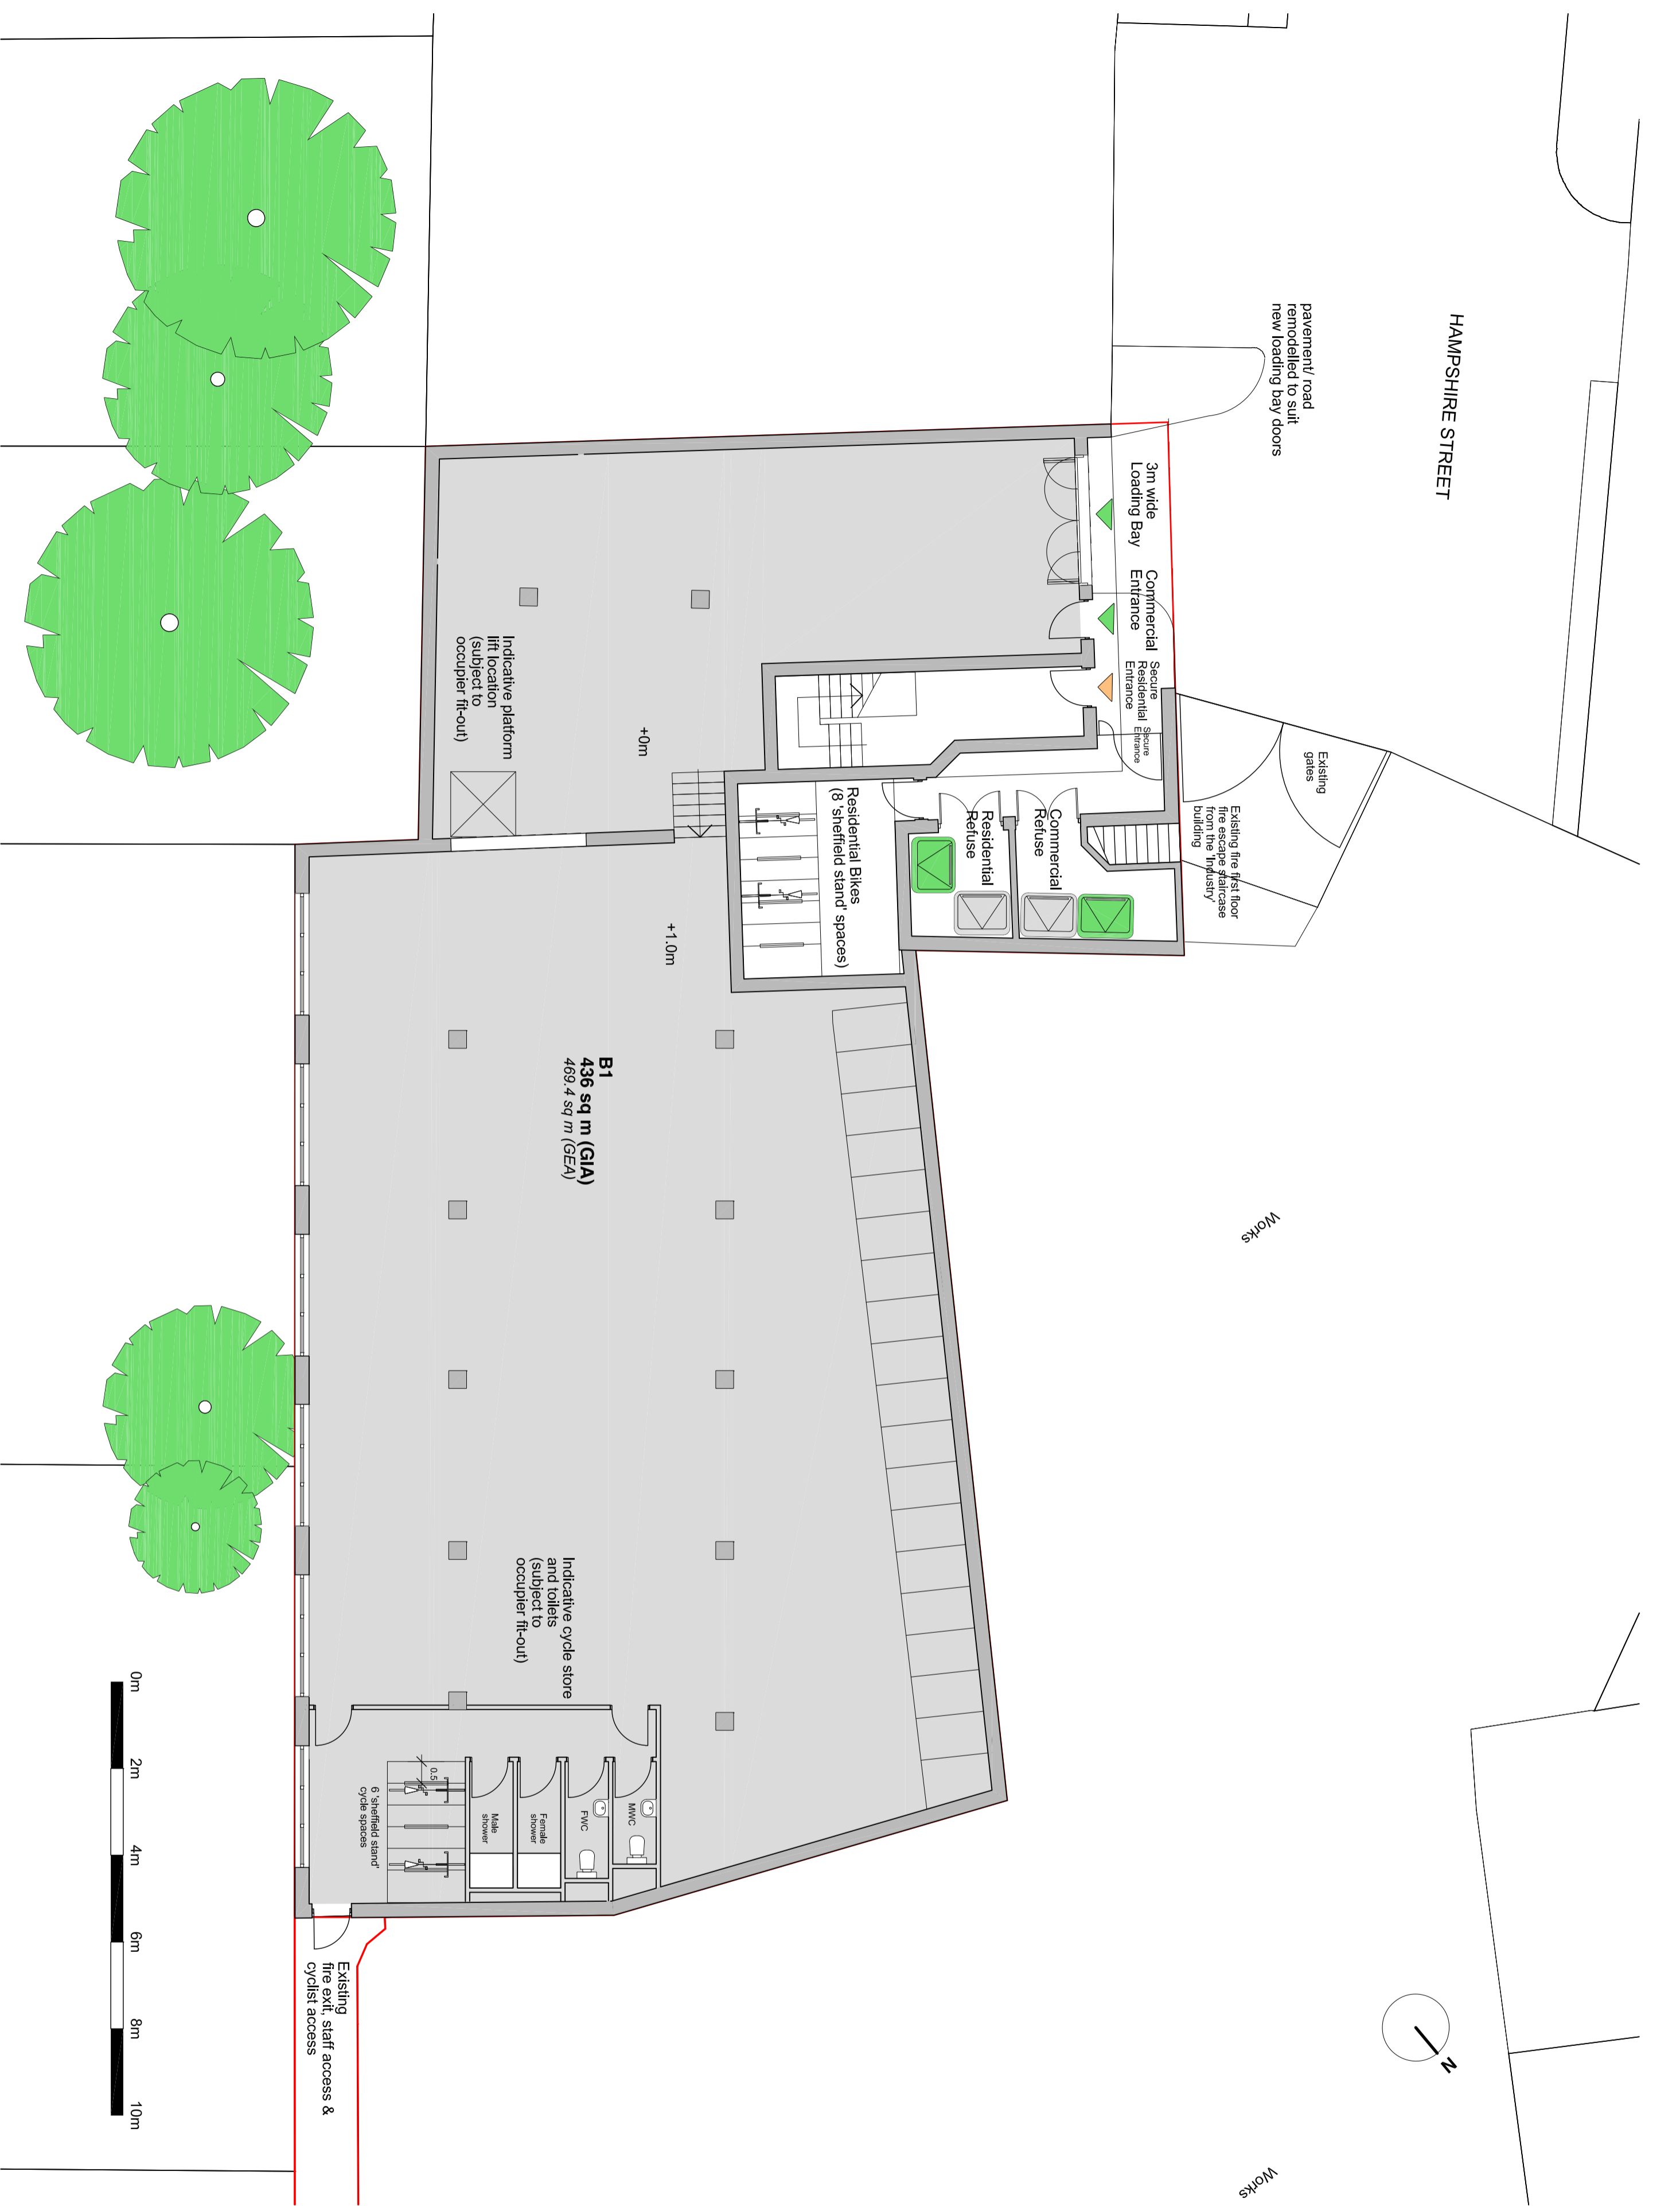 HAMPSHIRE STREET
pavement/ road
remodelled to suit
new loading bay doors
3m wide
Loading Bay
Commercial
Entrance
Secure
Residential
Entrance
Secure
Entrance
Existing
gates
Existing fire first floor
fire escape staircase
from the 'Industry'
building
Commercial
Refuse
Residential
Refuse
Residential Bikes
(8 'sheffield stand' spaces)
+0m
Indicative platform
lift location
(subject to
occupier fit-out)
+1.0m
B1
436 sq m (GIA)
469.4 sq m (GEA)
Works
Indicative cycle store
and toilets
(subject to
occupier fit-out)
MWC
FWC
Female
shower
Male
shower
0.5
6 'sheffield stand'
cycle spaces
Existing
fire exit, staff access &
cyclist access
N
Works
0m
2m
4m
6m
8m
10m